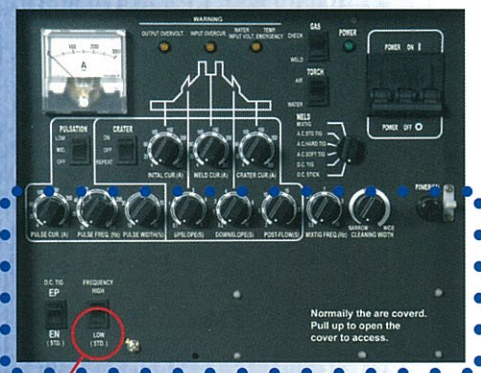 WARNING
OUTPUT OVERVOLT.
INPUT OVERCUR.
WATER INPUT VOLT.
TEMP. EMERGENCY
GAS
POWER
CHECK
WELD
TORCH
AIR
WATER
POWER ON I
POWER OFF O
A
PULSATION
LOW
MID.
OFF
CRATER
ON
OFF
REPEAT
INITAL CUR.(A)
WELD CUR.(A)
CRATER CUR.(A)
WELD
MIXTIG
A.C.STD.TIG
A.C.HARD TIG
A.C.SOFT TIG
D.C. TIG
D.C. STICK
PULSE CUR. (A)
PULSE FREQ. (Hz)
PULSE WIDTH(%)
UPSLOPE(S)
DOWNSLOPE(S)
POST-FLOW(S)
MIXTIG FREQ.(Hz)
NARROW
WIDE
CLEANING WIDTH
D.C. TIG
EP
EN
(STD.)
FREQUENCY
HIGH
LOW
(STD.)
Normaily the are coverd.
Pull up to open the
cover to access.